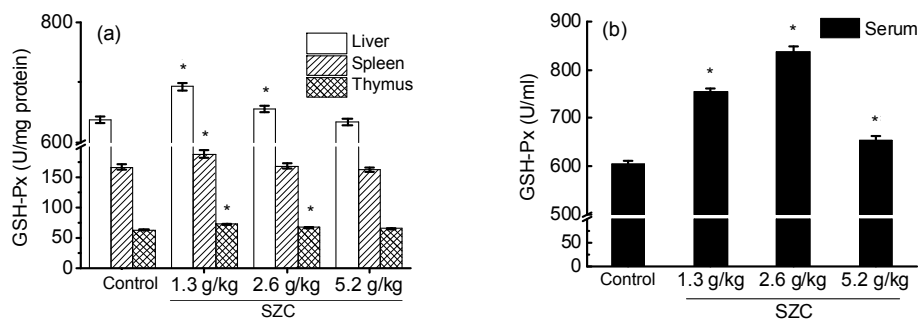 (a)
Liver
Spleen
Thymus
GSH-Px (U/mg protein)
800
600
150
100
50
0
* * * * *
Control 1.3 g/kg 2.6 g/kg 5.2 g/kg
SZC
(b)
Serum
GSH-Px (U/ml)
900
800
700
600
500
50
0
* * *
Control 1.3 g/kg 2.6 g/kg 5.2 g/kg
SZC